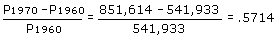 P1970 - P1960 / P1960 = 851,614 - 541,933 / 541,933 = .5714